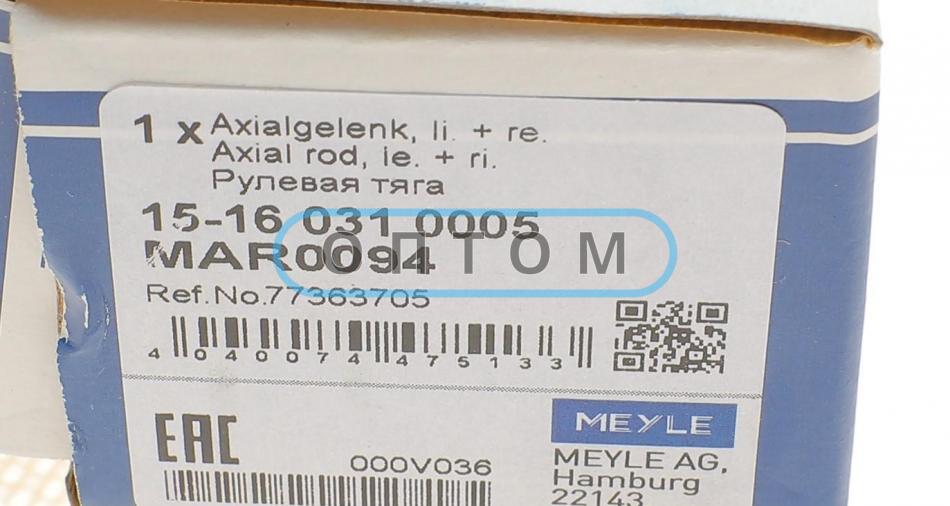 1 x Axialgelenk, li. + re.
Axial rod, le. + ri.
Рулевая тяга
15-16 031 0005
MAR0094
ОПТОМ
Ref.No.77363705
4 040074 475133
EAC
000V036
MEYLE
MEYLE AG,
Hamburg
22143